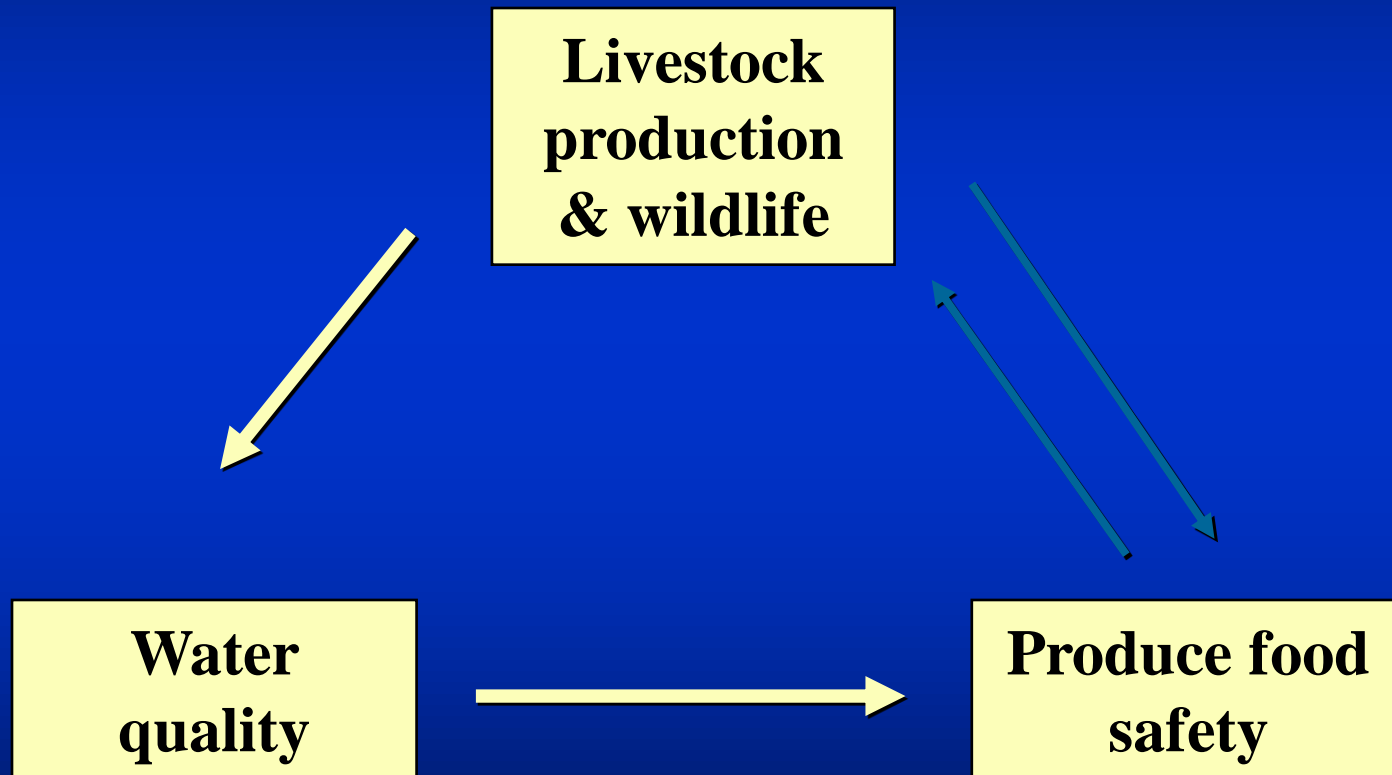 Livestock
production
& wildlife
Water
quality
Produce food
safety